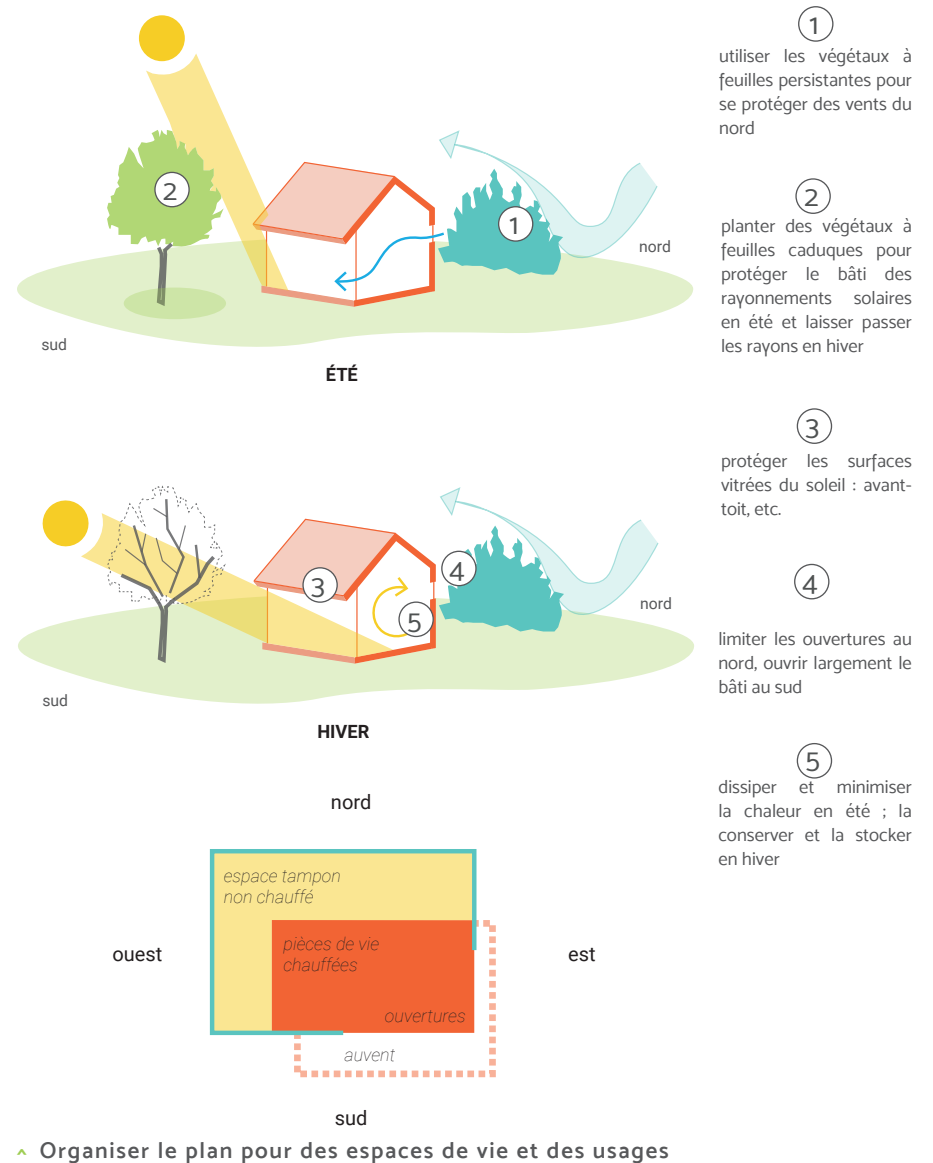 1
utiliser les végétaux à
feuilles persistantes pour
se protéger des vents du
nord
2
planter des végétaux à
feuilles caduques pour
protéger le bâti des
rayonnements solaires
en été et laisser passer
les rayons en hiver
3
protéger les surfaces
vitrées du soleil : avant-
toit, etc.
4
limiter les ouvertures au
nord, ouvrir largement le
bâti au sud
5
dissiper et minimiser
la chaleur en été ; la
conserver et la stocker
en hiver
2
1
nord
sud
ÉTÉ
3
4
5
nord
sud
HIVER
nord
espace tampon
non chauffé
ouest
pièces de vie
chauffées
est
ouvertures
auvent
sud
^ Organiser le plan pour des espaces de vie et des usages